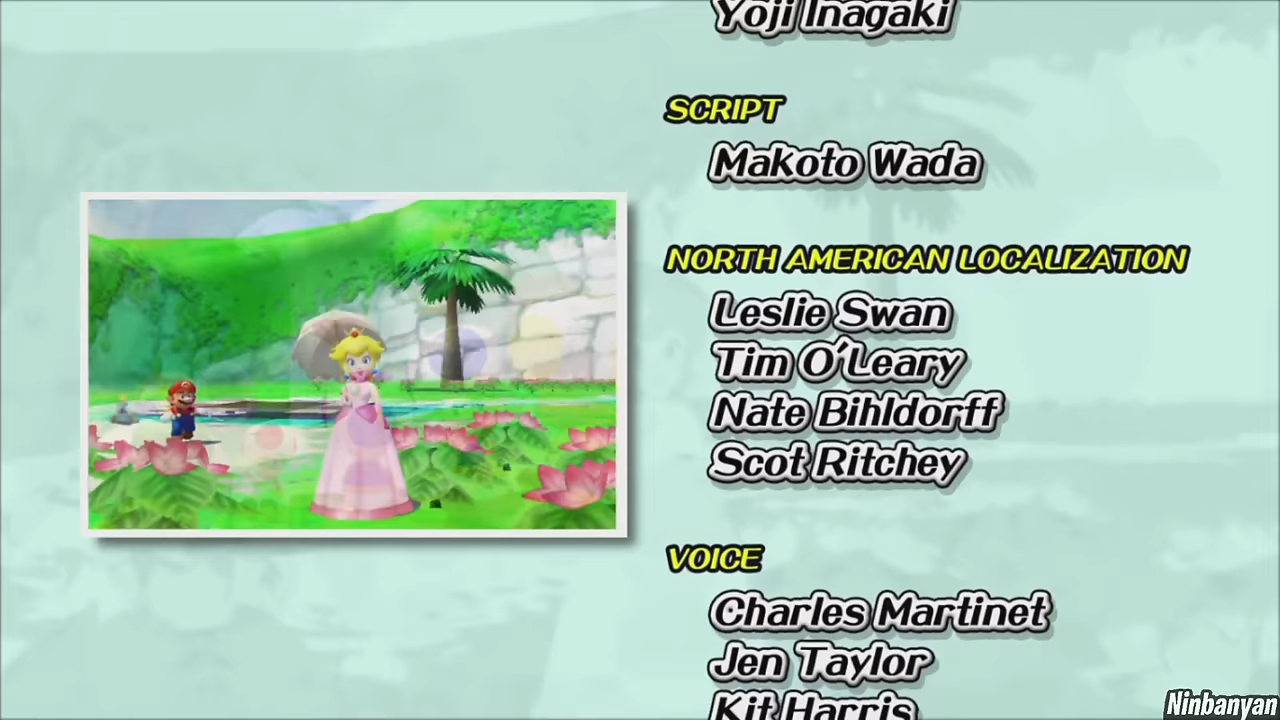 Yoji Inagaki
SCRIPT
Makoto Wada
NORTH AMERICAN LOCALIZATION
Leslie Swan
Tim O'Leary
Nate Bihldorff
Scot Ritchey
VOICE
Charles Martinet
Jen Taylor
Kit Harris
Ninbanyan